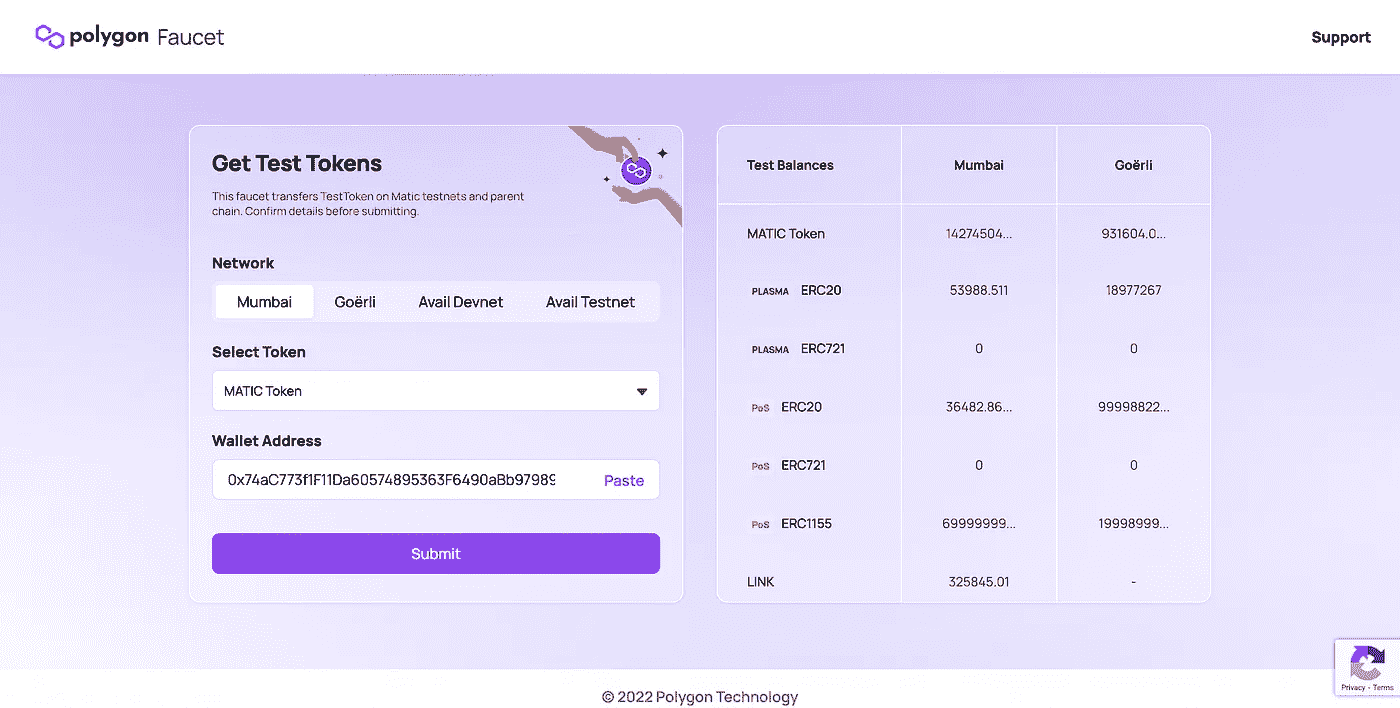 polygon Faucet
Support
Get Test Tokens
This faucet transfers TestToken on Matic testnets and parent
chain. Confirm details before submitting.
Network
Mumbai Goërli Avail Devnet Avail Testnet
Select Token
MATIC Token
Wallet Address
0x74aC773f1F11Da60574895363F6490aBb97989 Paste
Submit
Test Balances Mumbai Goërli
MATIC Token 14274504... 931604.0...
PLASMA ERC20 53988.511 18977267
PLASMA ERC721 0 0
PoS ERC20 36482.86... 99998822...
PoS ERC721 0 0
PoS ERC1155 69999999... 19998999...
LINK 325845.01 -
Privacy - Terms
© 2022 Polygon Technology